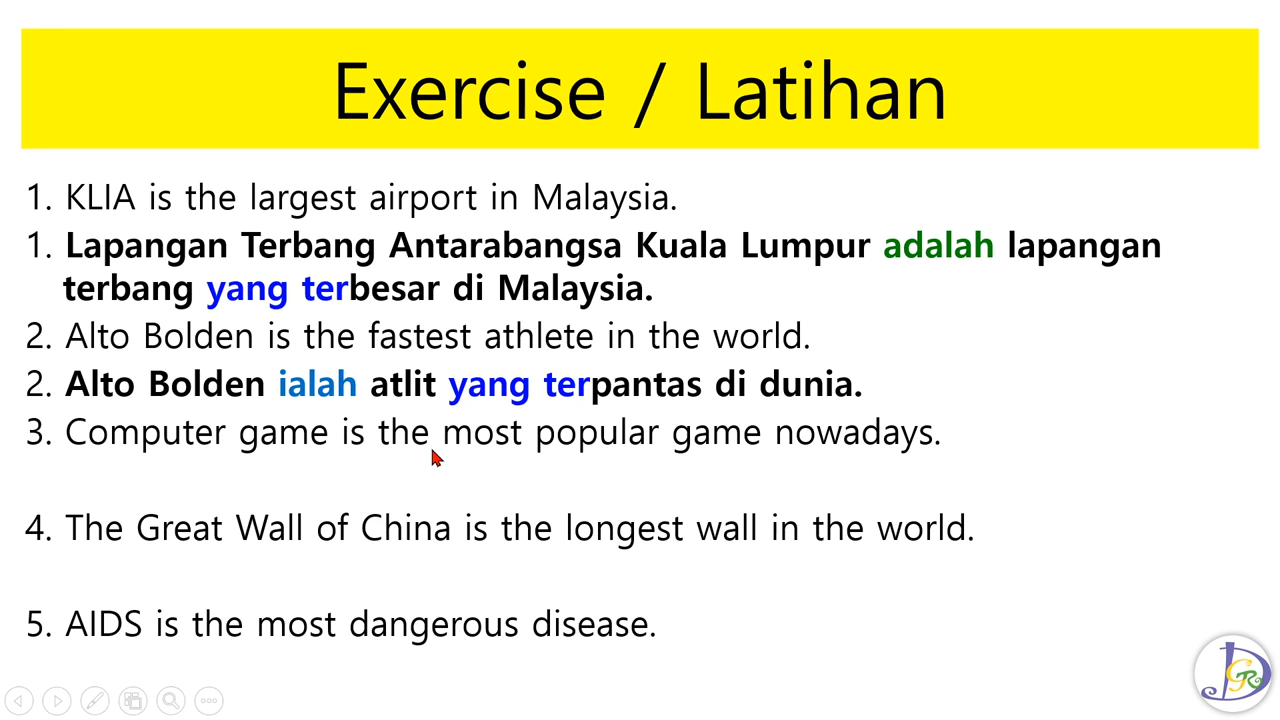 Exercise / Latihan
1. KLIA is the largest airport in Malaysia.
1. Lapangan Terbang Antarabangsa Kuala Lumpur adalah lapangan
terbang yang terbesar di Malaysia.
2. Alto Bolden is the fastest athlete in the world.
2. Alto Bolden ialah atlit yang terpantas di dunia.
3. Computer game is the most popular game nowadays.
4. The Great Wall of China is the longest wall in the world.
5. AIDS is the most dangerous disease.